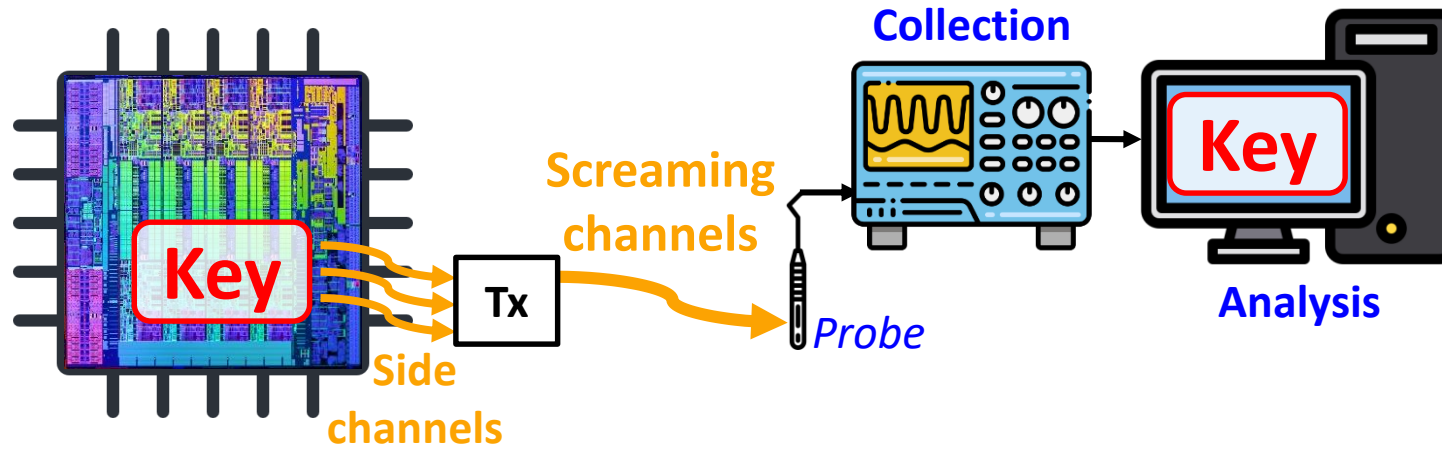 Collection
Key
Screaming
channels
Key
Tx
Probe
Analysis
Side
channels